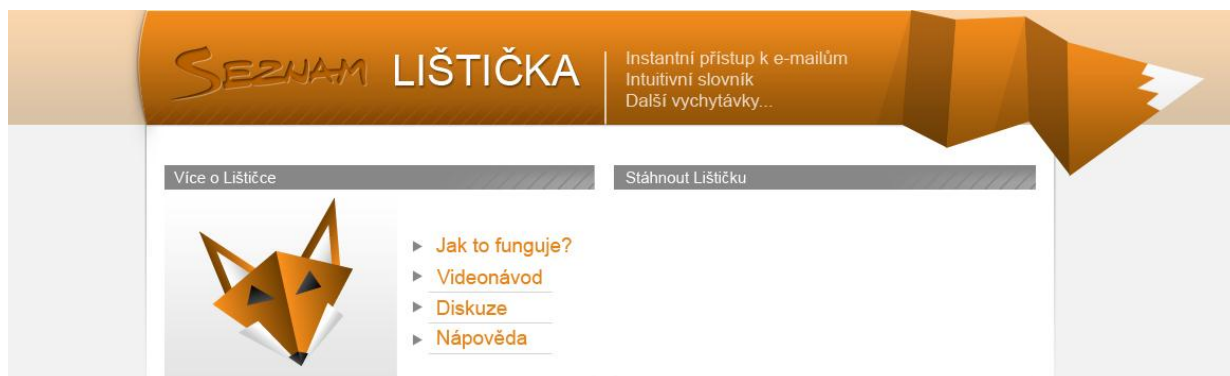 SEZNAM LIŠTIČKA
Instantní přístup k e-mailům
Intuitivní slovník
Další vychytávky...
Více o Lištičce
Jak to funguje?
Videonávod
Diskuze
Nápověda
Stáhnout Lištičku